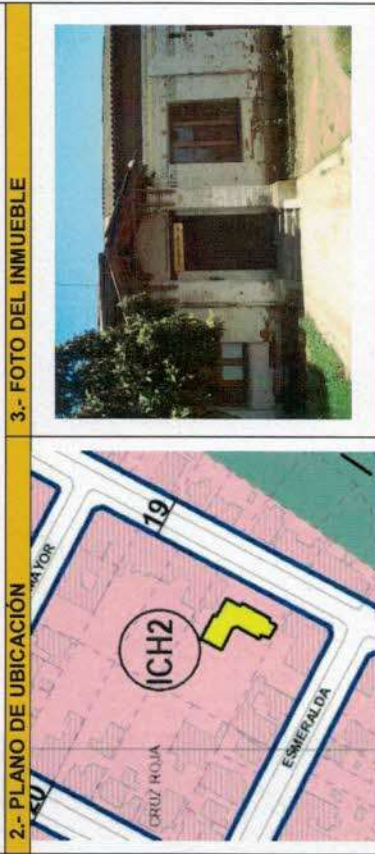 2.- PLANO DE UBICACIÓN
3.- FOTO DEL INMUEBLE
MAYOR
19
20
ICH2
CRUZ ROJA
ESMERALDA